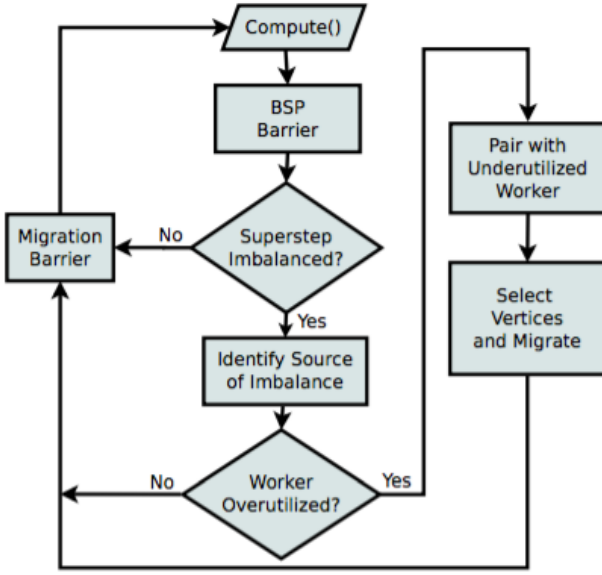 Compute()
BSP
Barrier
Superstep
Imbalanced?
No
Migration
Barrier
Yes
Identify Source
of Imbalance
Worker
Overutilized?
No
Yes
Pair with
Underutilized
Worker
Select
Vertices
and Migrate